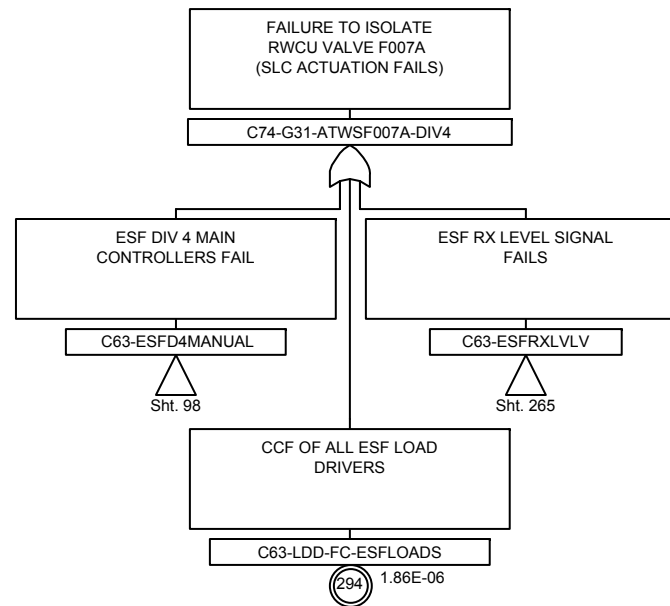 FAILURE TO ISOLATE
RWCU VALVE F007A
(SLC ACTUATION FAILS)
C74-G31-ATWSF007A-DIV4
ESF DIV 4 MAIN
CONTROLLERS FAIL
C63-ESFD4MANUAL
Sht. 98
ESF RX LEVEL SIGNAL
FAILS
C63-ESFRXLVLV
Sht. 265
CCF OF ALL ESF LOAD
DRIVERS
C63-LDD-FC-ESFLOADS
294
1.86E-06